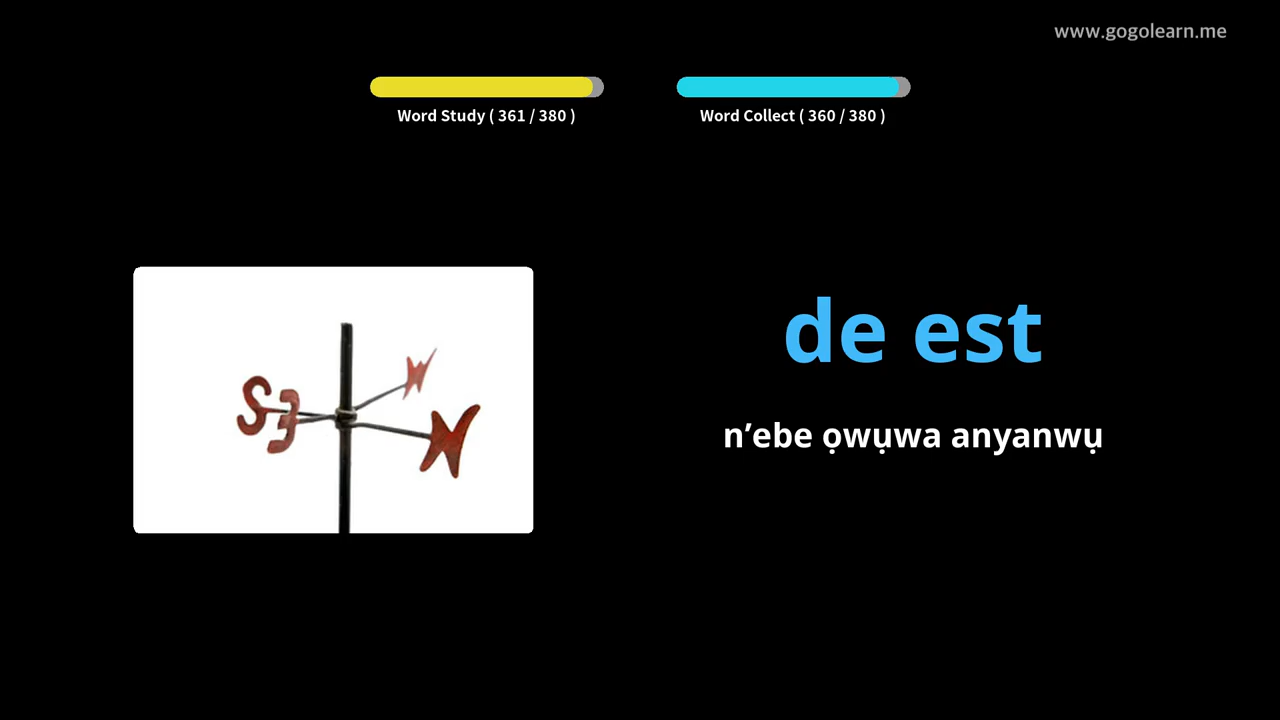 www.gogolearn.me
Word Study ( 361 / 380 )
Word Collect ( 360 / 380 )
S E W N
de est
n’ebe ọwụwa anyanwụ